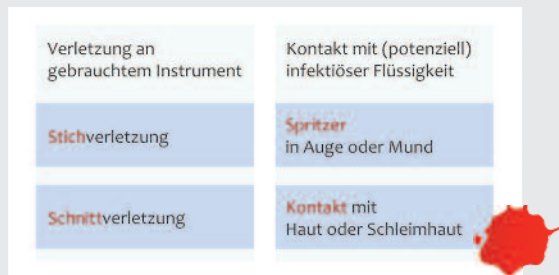 Verletzung an
gebrauchtem Instrument
Stichverletzung
Schnittverletzung
Kontakt mit (potenziell)
infektiöser Flüssigkeit
Spritzer
in Auge oder Mund
Kontakt mit
Haut oder Schleimhaut